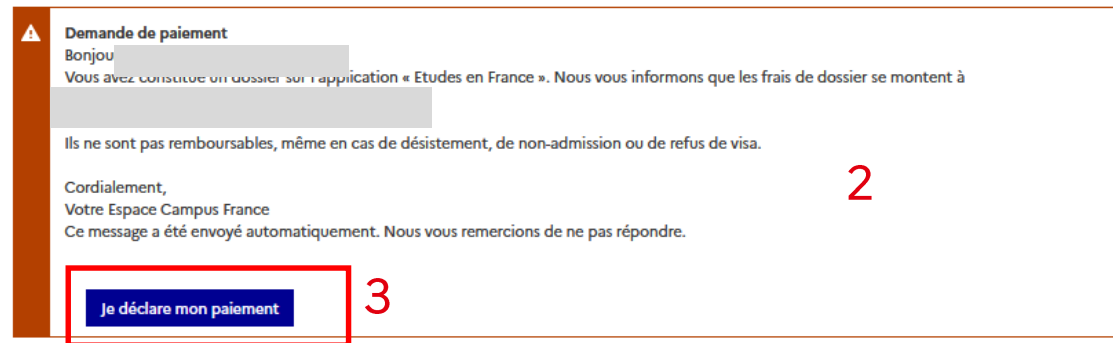 Demande de paiement
Bonjou
Vous avez constitué un dossier sur l'application « Etudes en France ». Nous vous informons que les frais de dossier se montent à
Ils ne sont pas remboursables, même en cas de désistement, de non-admission ou de refus de visa.
2
Cordialement,
Votre Espace Campus France
Ce message a été envoyé automatiquement. Nous vous remercions de ne pas répondre.
Je déclare mon paiement
3